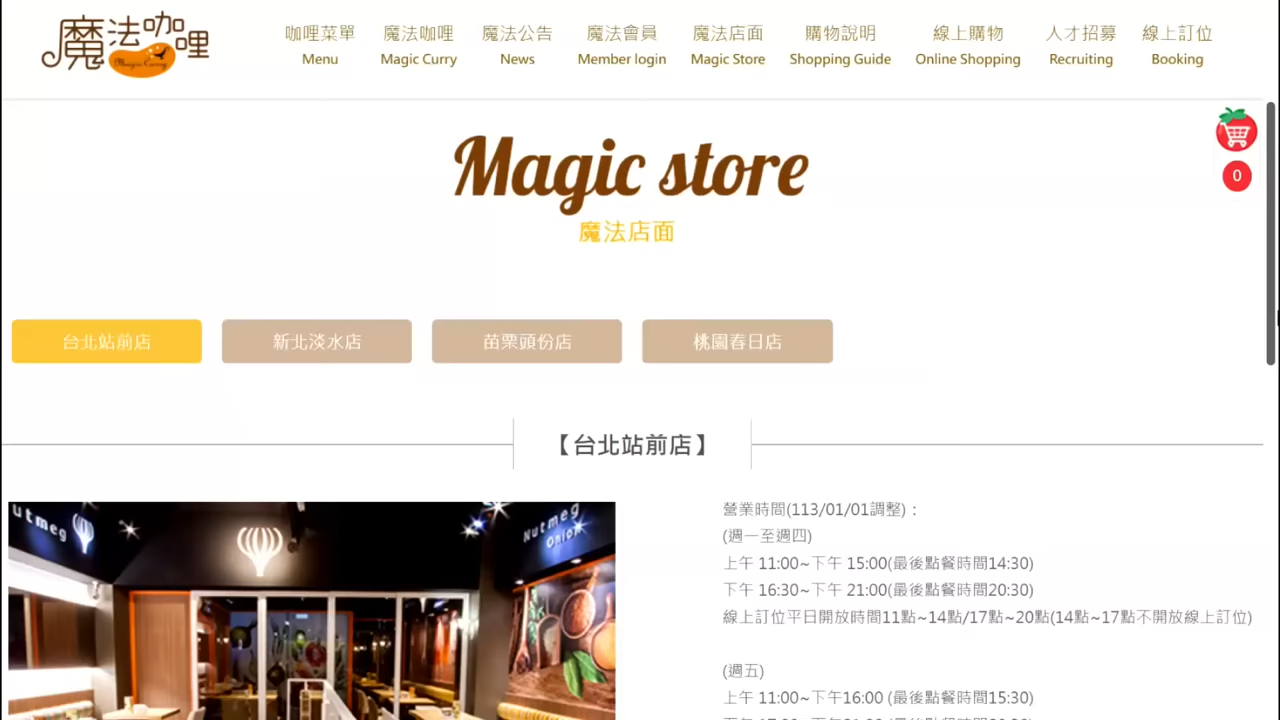 魔法咖哩
Magic Curry
咖哩菜單 魔法咖哩 魔法公告 魔法會員 魔法店面 購物說明 線上購物 人才招募 線上訂位
Menu Magic Curry News Member login Magic Store Shopping Guide Online Shopping Recruiting Booking
0
Magic store
魔法店面
台北站前店 新北淡水店 苗栗頭份店 桃園春日店
【台北站前店】
utmeg
Nutmeg
Onion
營業時間(113/01/01調整)：
(週一至週四)
上午 11:00~下午 15:00(最後點餐時間14:30)
下午 16:30~下午 21:00(最後點餐時間20:30)
線上訂位平日開放時間11點~14點/17點~20點(14點~17點不開放線上訂位)
(週五)
上午 11:00~下午16:00 (最後點餐時間15:30)